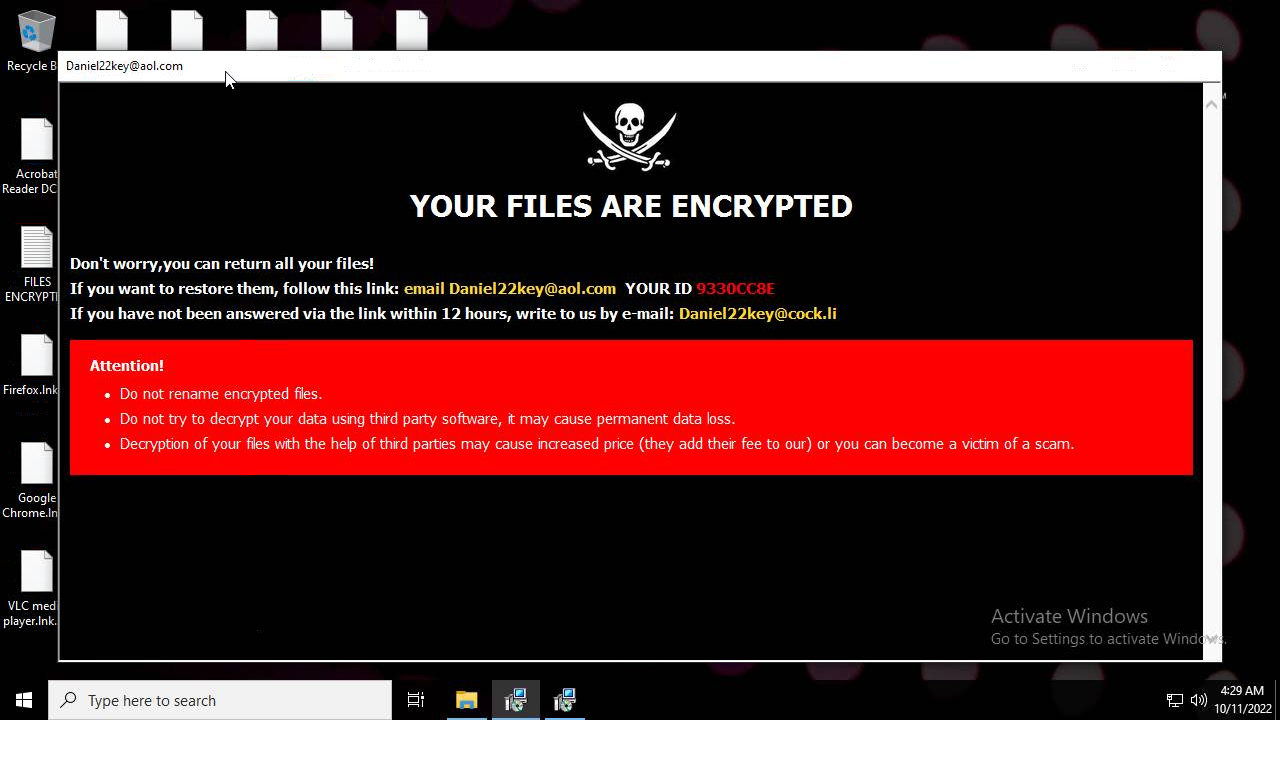 Recycle B
Daniel22key@aol.com
YOUR FILES ARE ENCRYPTED
Don't worry,you can return all your files!
If you want to restore them, follow this link: email Daniel22key@aol.com YOUR ID 9330CC8E
If you have not been answered via the link within 12 hours, write to us by e-mail: Daniel22key@cock.li
Attention!
• Do not rename encrypted files.
• Do not try to decrypt your data using third party software, it may cause permanent data loss.
• Decryption of your files with the help of third parties may cause increased price (they add their fee to our) or you can become a victim of a scam.
Acrobat
Reader DC
FILES
ENCRYPT
Firefox.lnk
Google
Chrome.ln
VLC medi
player.lnk.
Activate Windows
Go to Settings to activate Windows.
Type here to search
4:29 AM
10/11/2022